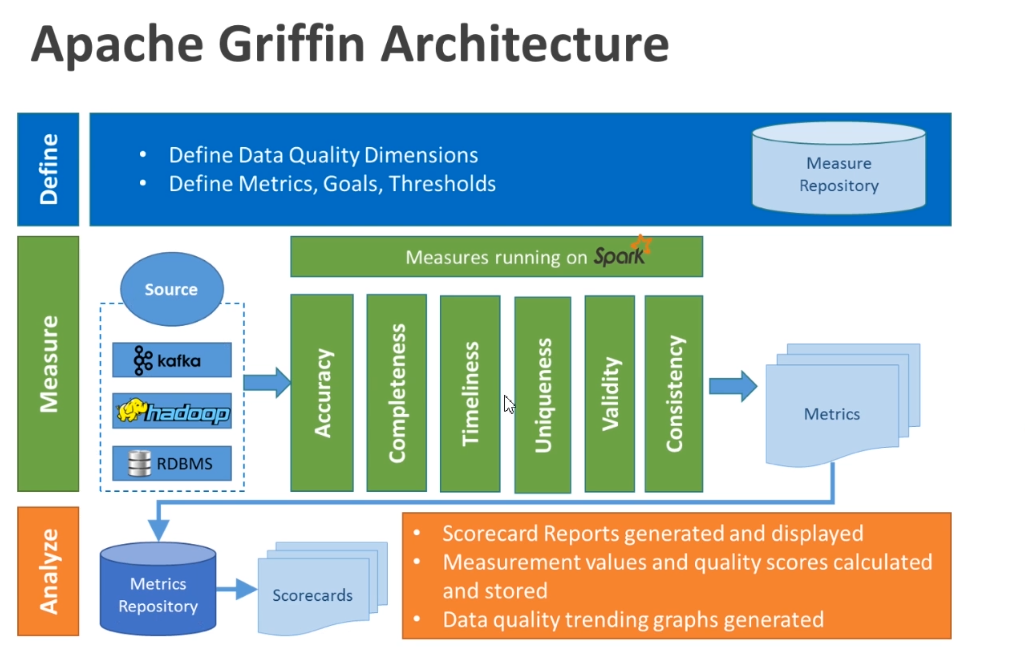 Apache Griffin Architecture
Define
• Define Data Quality Dimensions
• Define Metrics, Goals, Thresholds
Measure
Repository
Measure
Source
kafka
hadoop
RDBMS
Measures running on Spark
Accuracy
Completeness
Timeliness
Uniqueness
Validity
Consistency
Metrics
Analyze
Metrics
Repository
Scorecards
• Scorecard Reports generated and displayed
• Measurement values and quality scores calculated
and stored
• Data quality trending graphs generated